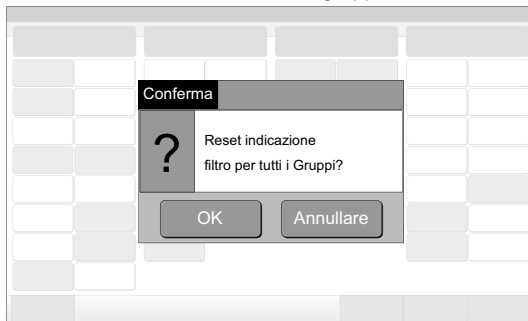 Conferma
?
Reset indicazione
filtro per tutti i Gruppi?
OK
Annullare